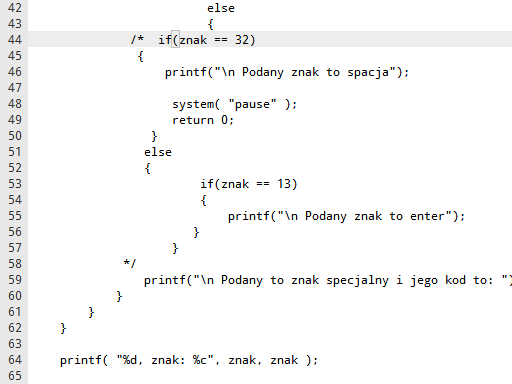 42 else
43 {
44 /* if(znak == 32)
45 {
46 printf("\n Podany znak to spacja");
47
48 system( "pause" );
49 return 0;
50 }
51 else
52 {
53 if(znak == 13)
54 {
55 printf("\n Podany znak to enter");
56 }
57 }
58 */
59 printf("\n Podany to znak specjalny i jego kod to: ")
60 }
61 }
62 }
63
64 printf( "%d, znak: %c", znak, znak );
65